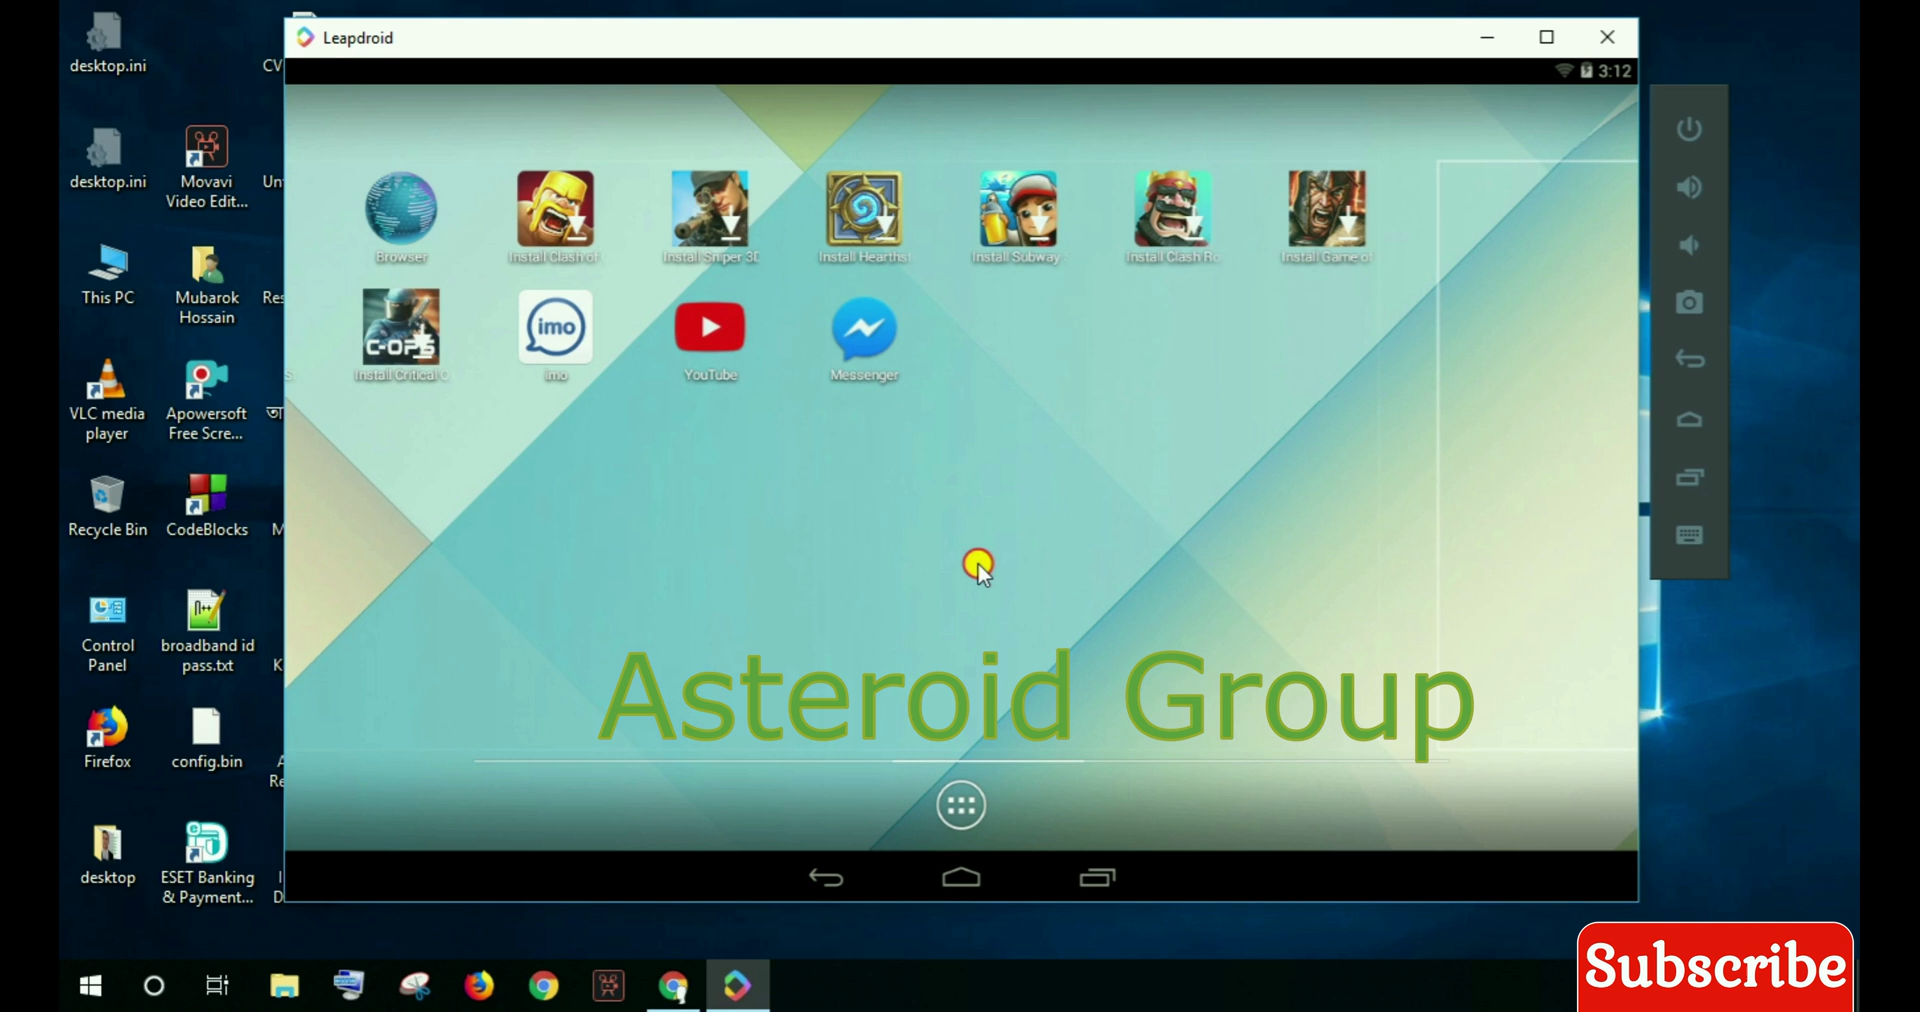 Leapdroid
3:12
desktop.ini
CV
desktop.ini
Movavi
Video Edit...
This PC
Mubarok
Hossain
Res
VLC media
player
Apowersoft
Free Scre...
Recycle Bin
CodeBlocks
M
Control
Panel
broadband id
pass.txt
K
Firefox
config.bin
A
Re
desktop
ESET Banking
& Payment...
D
Browser
Install Clash of
Install Sniper 3D
Install Hearthst
Install Subway
Install Clash Ro
Install Game of
C-OPS
imo
Install Critical O
imo
YouTube
Messenger
Asteroid Group
Subscribe